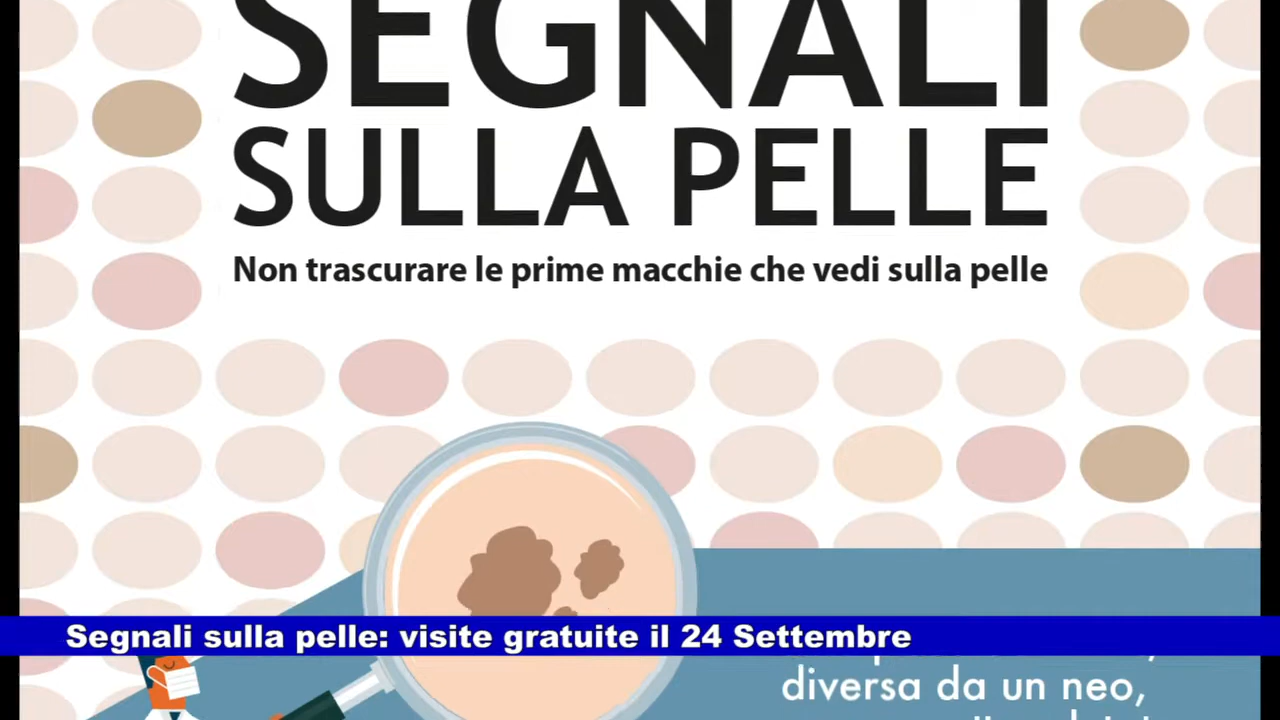 SEGNALI
SULLA PELLE
Non trascurare le prime macchie che vedi sulla pelle
Segnali sulla pelle: visite gratuite il 24 Settembre
diversa da un neo,